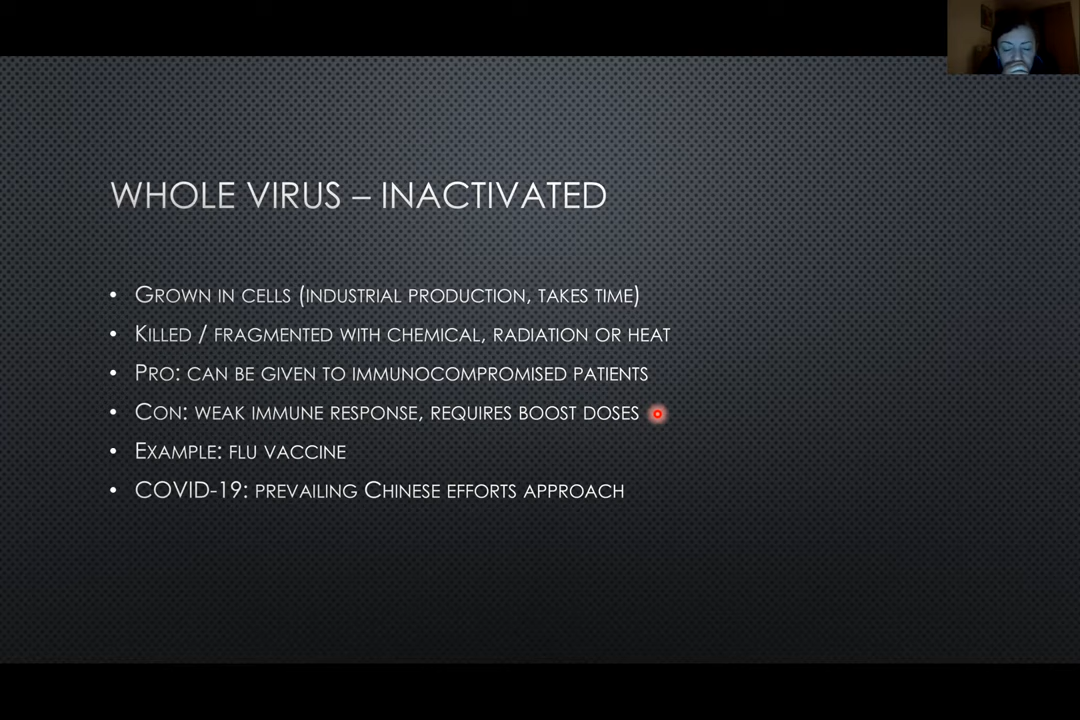 WHOLE VIRUS – INACTIVATED
• GROWN IN CELLS (INDUSTRIAL PRODUCTION, TAKES TIME)
• KILLED / FRAGMENTED WITH CHEMICAL, RADIATION OR HEAT
• PRO: CAN BE GIVEN TO IMMUNOCOMPROMISED PATIENTS
• CON: WEAK IMMUNE RESPONSE, REQUIRES BOOST DOSES
• EXAMPLE: FLU VACCINE
• COVID-19: PREVAILING CHINESE EFFORTS APPROACH